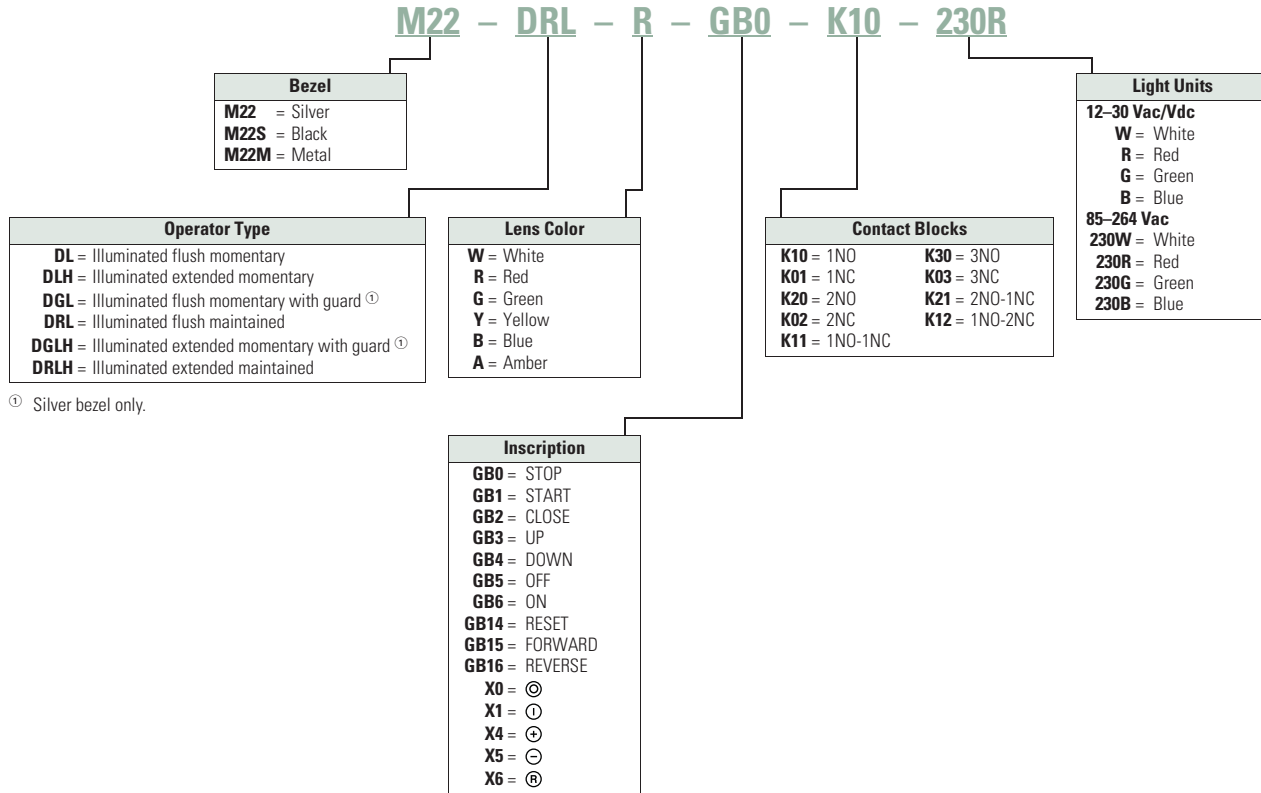 M22 – DRL – R – GB0 – K10 – 230R
Bezel
M22 = Silver
M22S = Black
M22M = Metal
Light Units
12–30 Vac/Vdc
W = White
R = Red
G = Green
B = Blue
85–264 Vac
230W = White
230R = Red
230G = Green
230B = Blue
Operator Type
DL = Illuminated flush momentary
DLH = Illuminated extended momentary
DGL = Illuminated flush momentary with guard ①
DRL = Illuminated flush maintained
DGLH = Illuminated extended momentary with guard ①
DRLH = Illuminated extended maintained
① Silver bezel only.
Lens Color
W = White
R = Red
G = Green
Y = Yellow
B = Blue
A = Amber
Contact Blocks
K10 = 1NO K30 = 3NO
K01 = 1NC K03 = 3NC
K20 = 2NO K21 = 2NO-1NC
K02 = 2NC K12 = 1NO-2NC
K11 = 1NO-1NC
Inscription
GB0 = STOP
GB1 = START
GB2 = CLOSE
GB3 = UP
GB4 = DOWN
GB5 = OFF
GB6 = ON
GB14 = RESET
GB15 = FORWARD
GB16 = REVERSE
X0 = ⓪
X1 = Ⓘ
X4 = ⊕
X5 = ⊖
X6 = Ⓡ